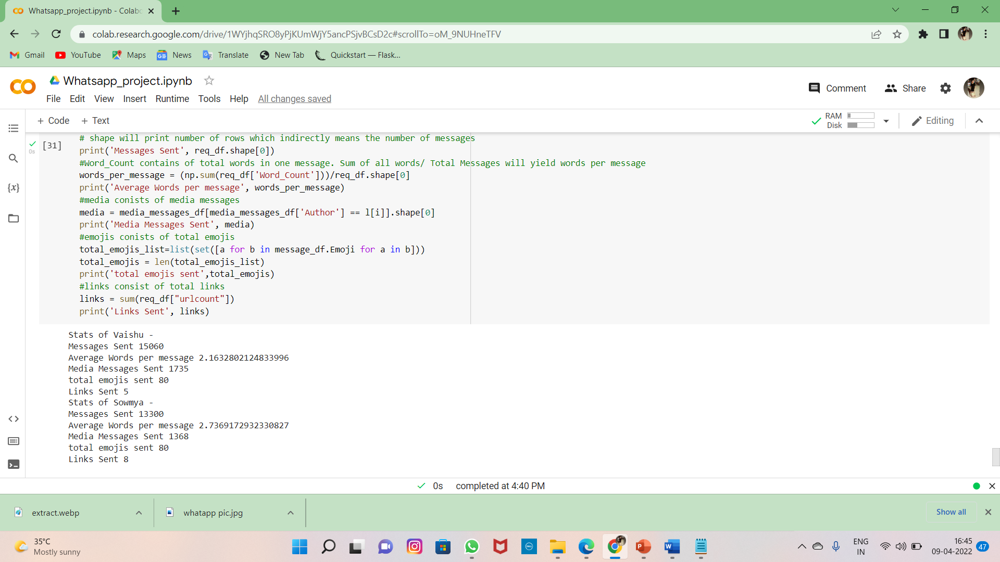 Whatsapp_project.ipynb - Colabo
colab.research.google.com/drive/1WYjhqSRO8yPjKUmWjY5ancPSjvBCsD2c#scrollTo=oM_9NUHneTFV
Gmail YouTube Maps News Translate New Tab Quickstart — Flask...
Whatsapp_project.ipynb
File Edit View Insert Runtime Tools Help All changes saved
Comment Share
+ Code + Text
RAM
Disk
Editing
[31]
0s
# shape will print number of rows which indirectly means the number of messages
print('Messages Sent', req_df.shape[0])
#Word_Count contains of total words in one message. Sum of all words/ Total Messages will yield words per message
words_per_message = (np.sum(req_df['Word_Count']))/req_df.shape[0]
print('Average Words per message', words_per_message)
#media conists of media messages
media = media_messages_df[media_messages_df['Author'] == l[i]].shape[0]
print('Media Messages Sent', media)
#emojis conists of total emojis
total_emojis_list=list(set([a for b in message_df.Emoji for a in b]))
total_emojis = len(total_emojis_list)
print('total emojis sent',total_emojis)
#links consist of total links
links = sum(req_df["urlcount"])
print('Links Sent', links)
Stats of Vaishu -
Messages Sent 15060
Average Words per message 2.1632802124833996
Media Messages Sent 1735
total emojis sent 80
Links Sent 5
Stats of Sowmya -
Messages Sent 13300
Average Words per message 2.7369172932330827
Media Messages Sent 1368
total emojis sent 80
Links Sent 8
0s completed at 4:40 PM
extract.webp
whatapp pic.jpg
Show all
35°C
Mostly sunny
ENG
IN
16:45
09-04-2022
47